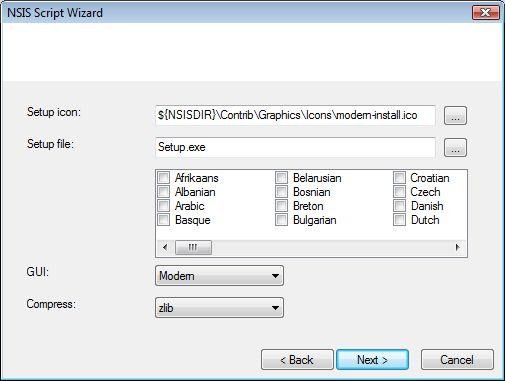 NSIS Script Wizard
Setup icon: ${NSISDIR}\Contrib\Graphics\Icons\modern-install.ico ...
Setup file: Setup.exe ...
Afrikaans Belarusian Croatian
Albanian Bosnian Czech
Arabic Breton Danish
Basque Bulgarian Dutch
GUI: Modern
Compress: zlib
< Back Next > Cancel